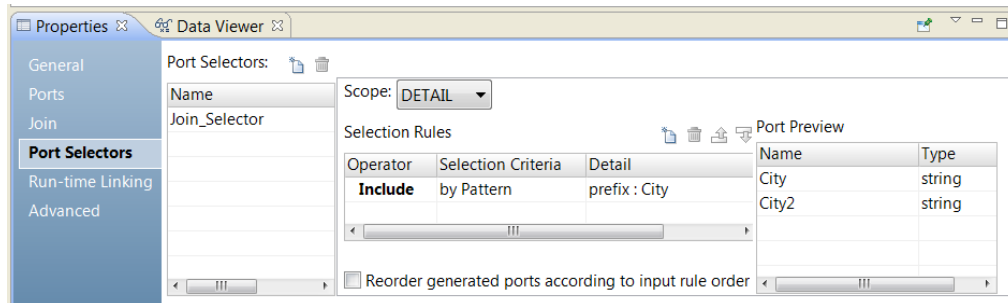 Properties Data Viewer
General
Ports
Join
Port Selectors
Run-time Linking
Advanced
Port Selectors:
Name
Join_Selector
Scope: DETAIL
Selection Rules
Operator Selection Criteria Detail
Include by Pattern prefix : City
Reorder generated ports according to input rule order
Port Preview
Name Type
City string
City2 string